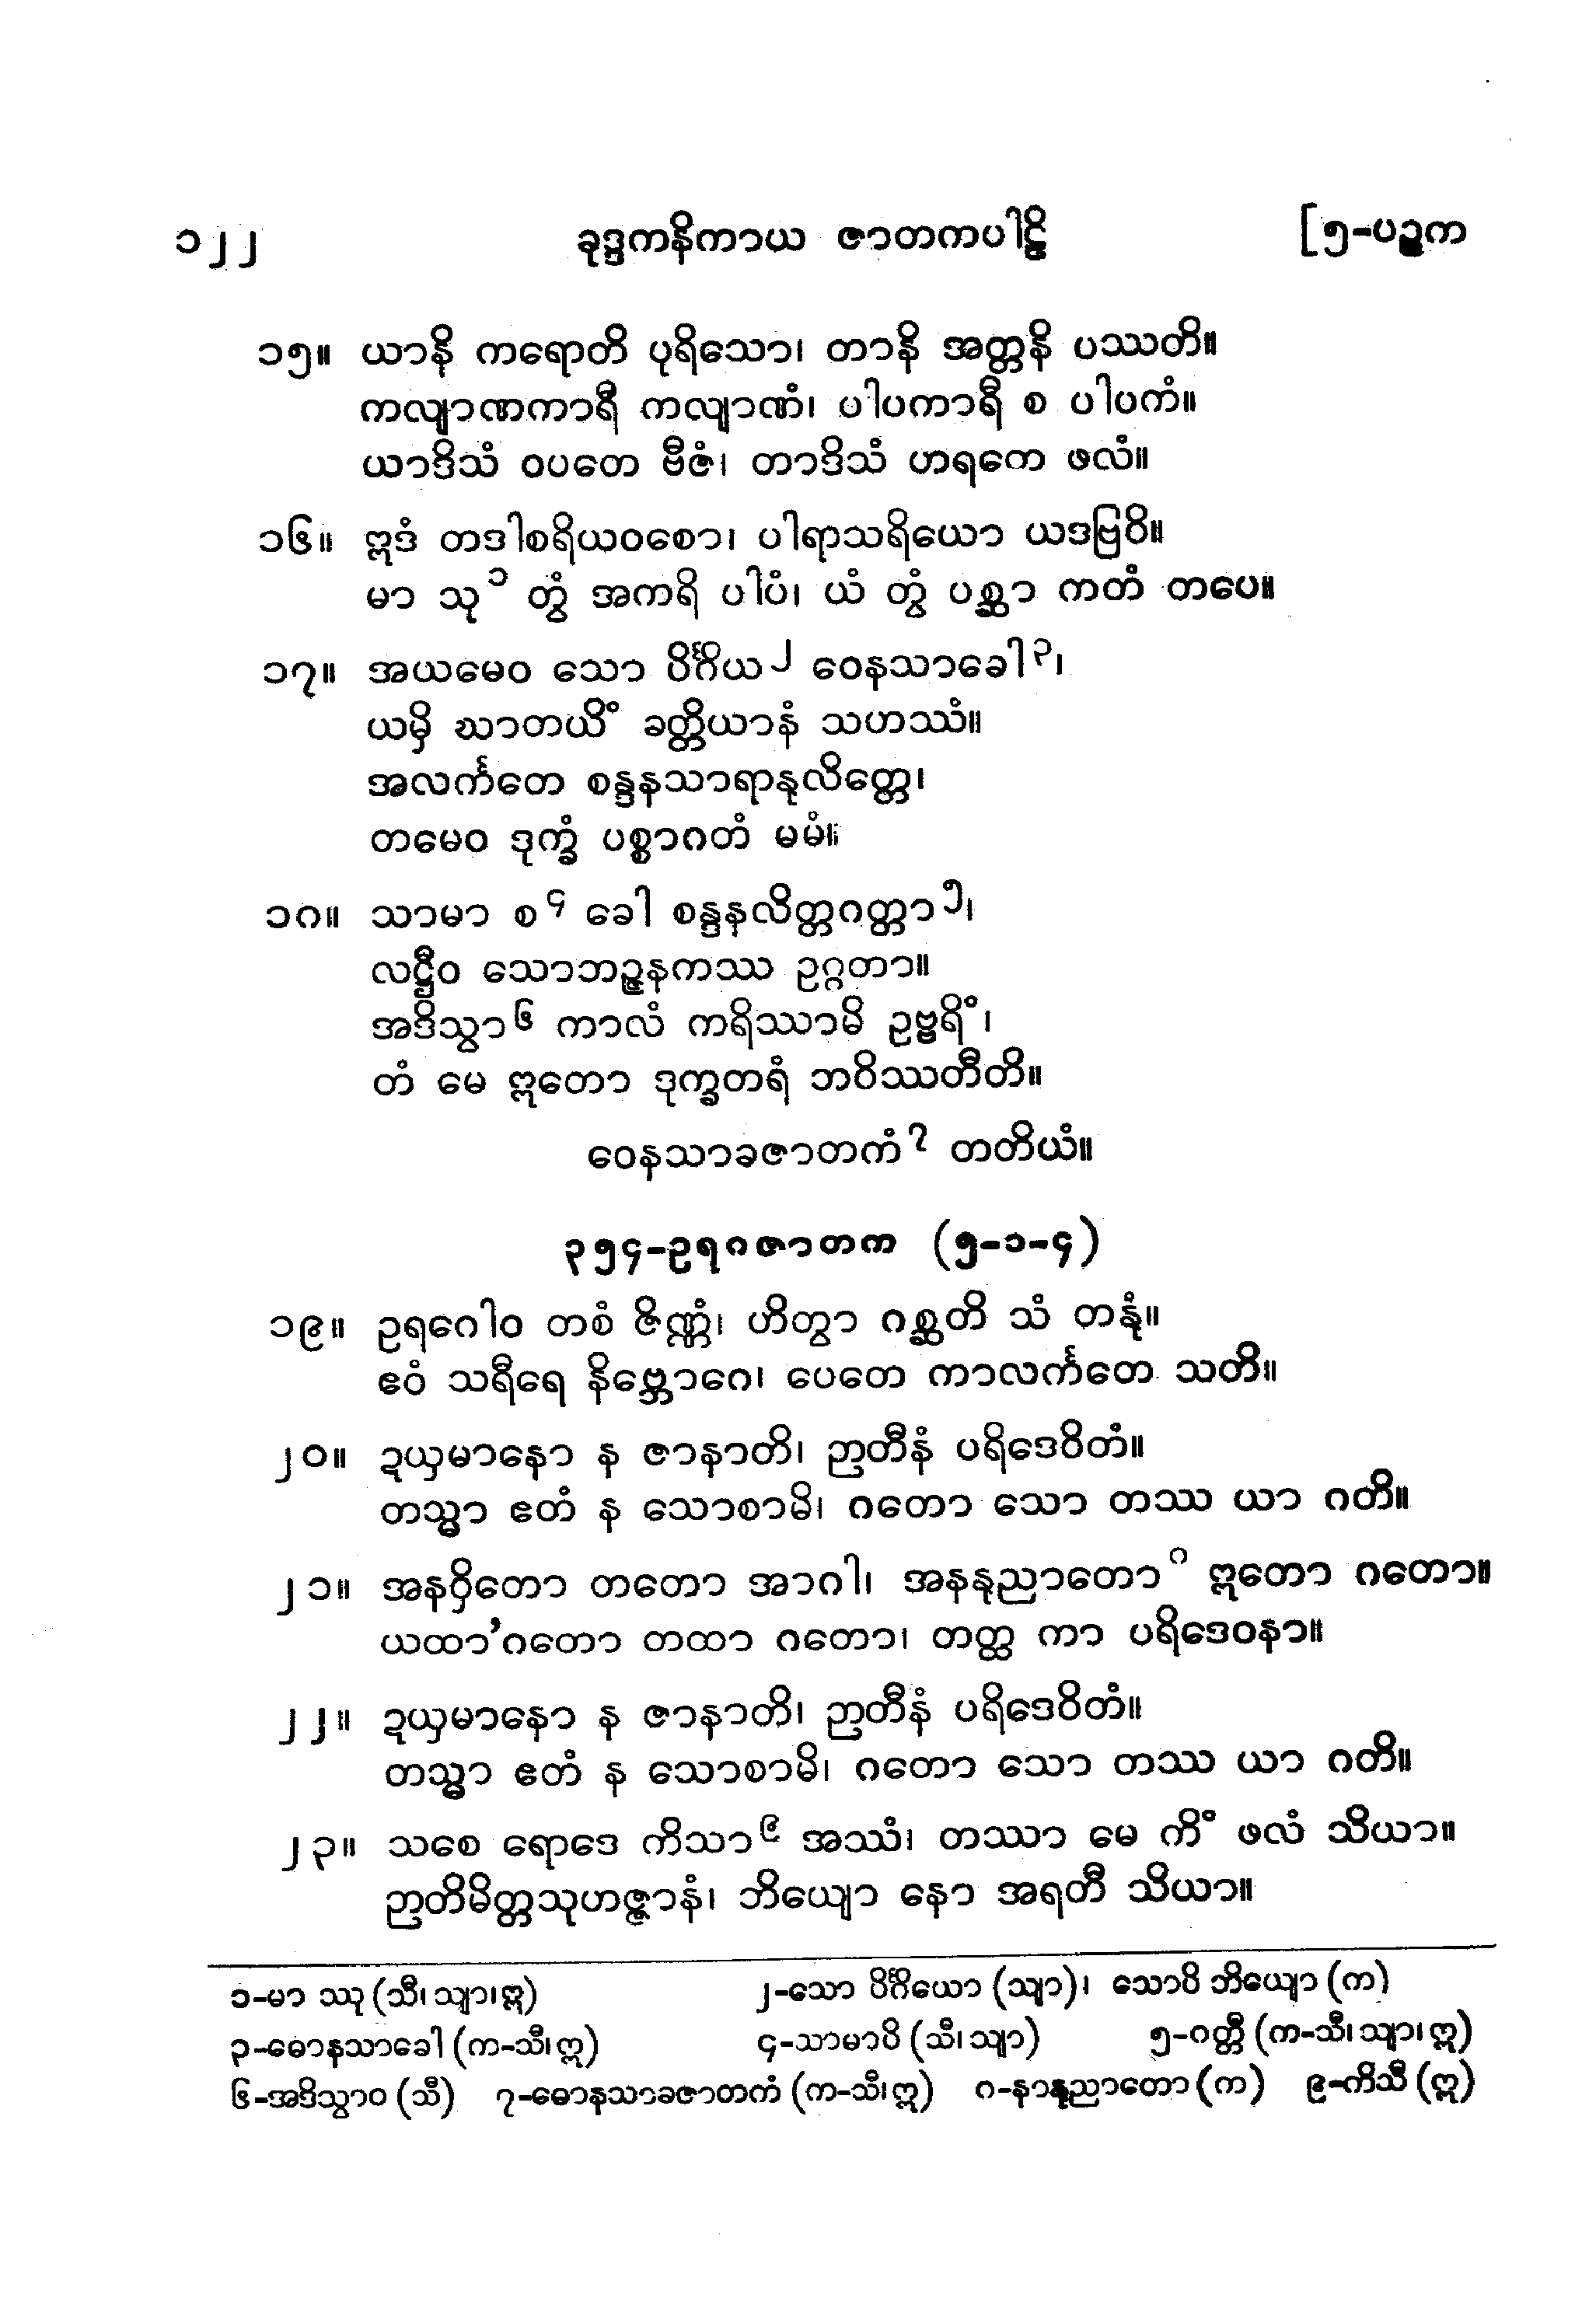 ၁၂၂ ခုဒ္ဒကနိကာယ ဇာတကပါဠိ [၅-ပဉ္စက
၁၅။ ယာနိ ကရောတိ ပုရိသော၊ တာနိ အတ္တနိ ပဿတိ။
ကလျာဏကာရီ ကလျာဏံ၊ ပါပကာရီ စ ပါပကံ။
ယာဒိသံ ဝပတေ ဗီဇံ၊ တာဒိသံ ဟရကေ ဖလံ။
၁၆။ ဣဒံ တဒါစရိယဝစော၊ ပါရာသရိယော ယဒဗြဝိ။
မာ သု ၁ တွံ အကရိ ပါပံ၊ ယံ တွံ ပစ္ဆာ ကတံ တပေ။
၁၇။ အယမေဝ သော ပိင်္ဂိယ ၂ ဝေနသာခေါ ၃၊
ယမှိ ဃာတယိံ ခတ္တိယာနံ သဟဿံ။
အလင်္ကတေ စန္ဒနသာရာနုလိတ္တေ၊
တမေဝ ဒုက္ခံ ပစ္စာဂတံ မမံ။
၁၈။ သာမာ စ ၄ ခေါ စန္ဒနလိတ္တဂတ္တာ ၅၊
လဋ္ဌီဝ သောဘဉ္ဇနကဿ ဥဂ္ဂတာ။
အဒိသွာ ၆ ကာလံ ကရိဿာမိ ဥဗ္ဗရိံ၊
တံ မေ ဣတော ဒုက္ခတရံ ဘဝိဿတီတိ။
ဝေနသာခဇာတကံ ၇ တတိယံ။
၃၅၄-ဥရဂဇာတက (၅-၁-၄)
၁၉။ ဥရဂေါဝ တစံ ဇိဏ္ဏံ၊ ဟိတွာ ဂစ္ဆတိ သံ တနုံ။
ဧဝံ သရီရေ နိဗ္ဘောဂေ၊ ပေတေ ကာလင်္ကတေ သတိ။
၂၀။ ဍယှမာနော န ဇာနာတိ၊ ဉာတီနံ ပရိဒေဝိတံ။
တသ္မာ ဧတံ န သောစာမိ၊ ဂတော သော တဿ ယာ ဂတိ။
၂၁။ အနဝှိတော တတော အာဂါ၊ အနနုညာတော ၈ ဣတော ဂတော။
ယထာ’ဂတော တထာ ဂတော၊ တတ္ထ ကာ ပရိဒေဝနာ။
၂၂။ ဍယှမာနော န ဇာနာတိ၊ ဉာတီနံ ပရိဒေဝိတံ။
တသ္မာ ဧတံ န သောစာမိ၊ ဂတော သော တဿ ယာ ဂတိ။
၂၃။ သစေ ရောဒေ ကိသာ ၉ အဿံ၊ တဿာ မေ ကိံ ဖလံ သိယာ။
ဉာတိမိတ္တသုဟဇ္ဇာနံ၊ ဘိယျော နော အရတီ သိယာ။
၁-မာ ဿု (သီ၊ သျာ၊ ဣ) ၂-သော ပိင်္ဂိယော (သျာ)၊ သောပိ ဘိယျော (က)
၃-ဓောနသာခေါ (က-သီ၊ ဣ) ၄-သာမာပိ (သီ၊ သျာ) ၅-ဂတ္တီ (က-သီ၊ သျာ၊ ဣ)
၆-အဒိသွာဝ (သီ) ၇-ဓောနသာခဇာတကံ (က-သီ၊ ဣ) ၈-နာနုညာတော (က) ၉-ကိသီ (ဣ)